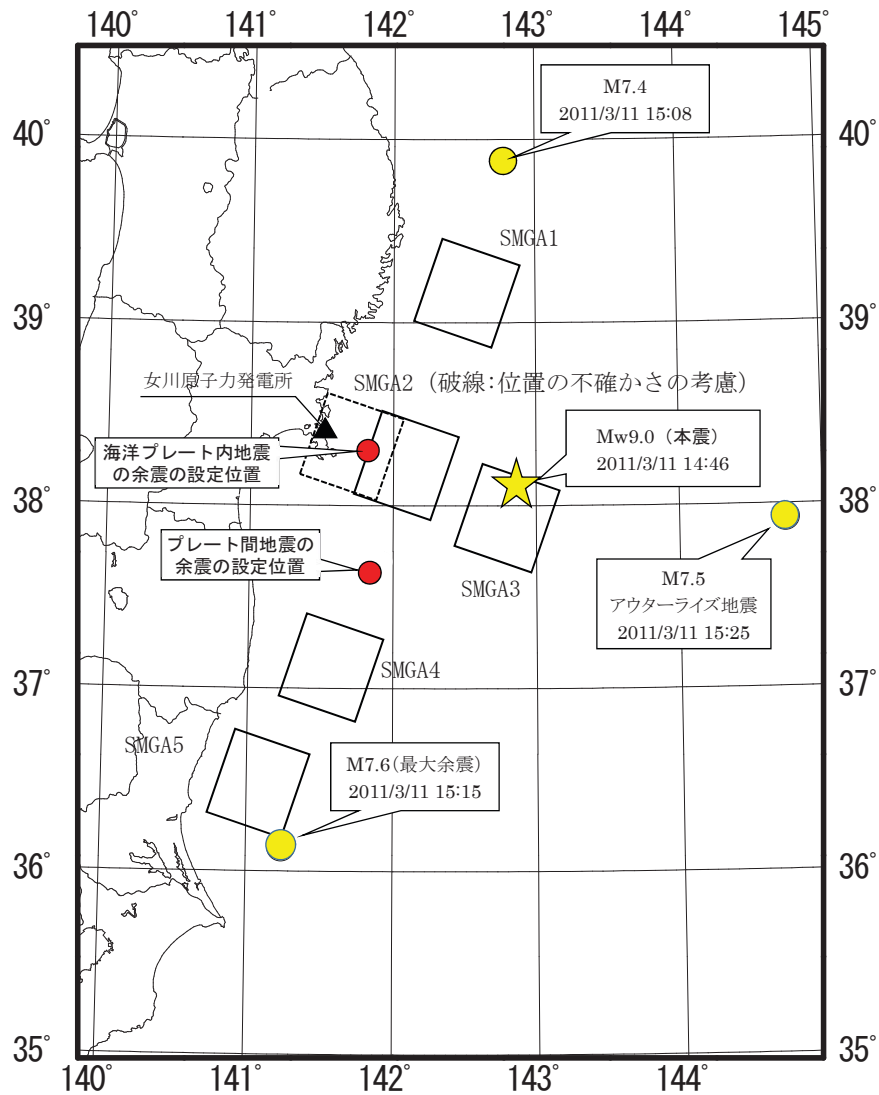 140° 141° 142° 143° 144° 145°
M7.4
2011/3/11 15:08
40° 40°
SMGA1
39° 39°
女川原子力発電所
SMGA2（破線:位置の不確かさの考慮）
海洋プレート内地震
の余震の設定位置
Mw9.0（本震）
2011/3/11 14:46
38° 38°
プレート間地震の
余震の設定位置
SMGA3
M7.5
アウターライズ地震
2011/3/11 15:25
SMGA4
37° 37°
SMGA5
M7.6(最大余震)
2011/3/11 15:15
36° 36°
35° 35°
140° 141° 142° 143° 144°